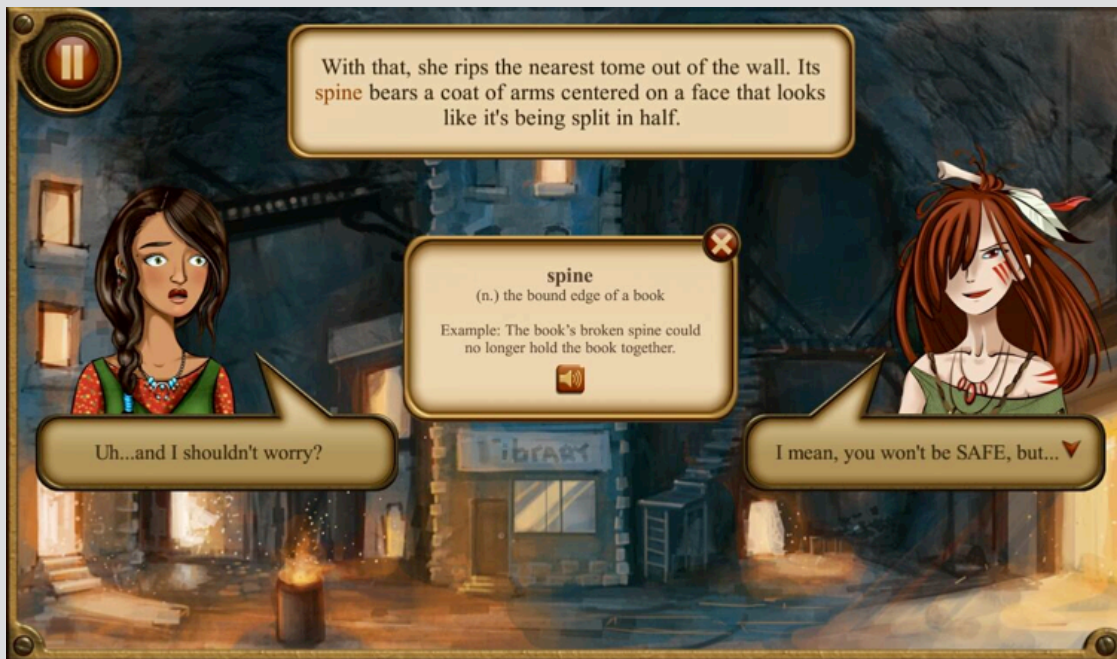 With that, she rips the nearest tome out of the wall. Its
spine bears a coat of arms centered on a face that looks
like it's being split in half.
spine
(n.) the bound edge of a book
Example: The book's broken spine could
no longer hold the book together.
Uh...and I shouldn't worry?
I mean, you won't be SAFE, but...
LibrARY